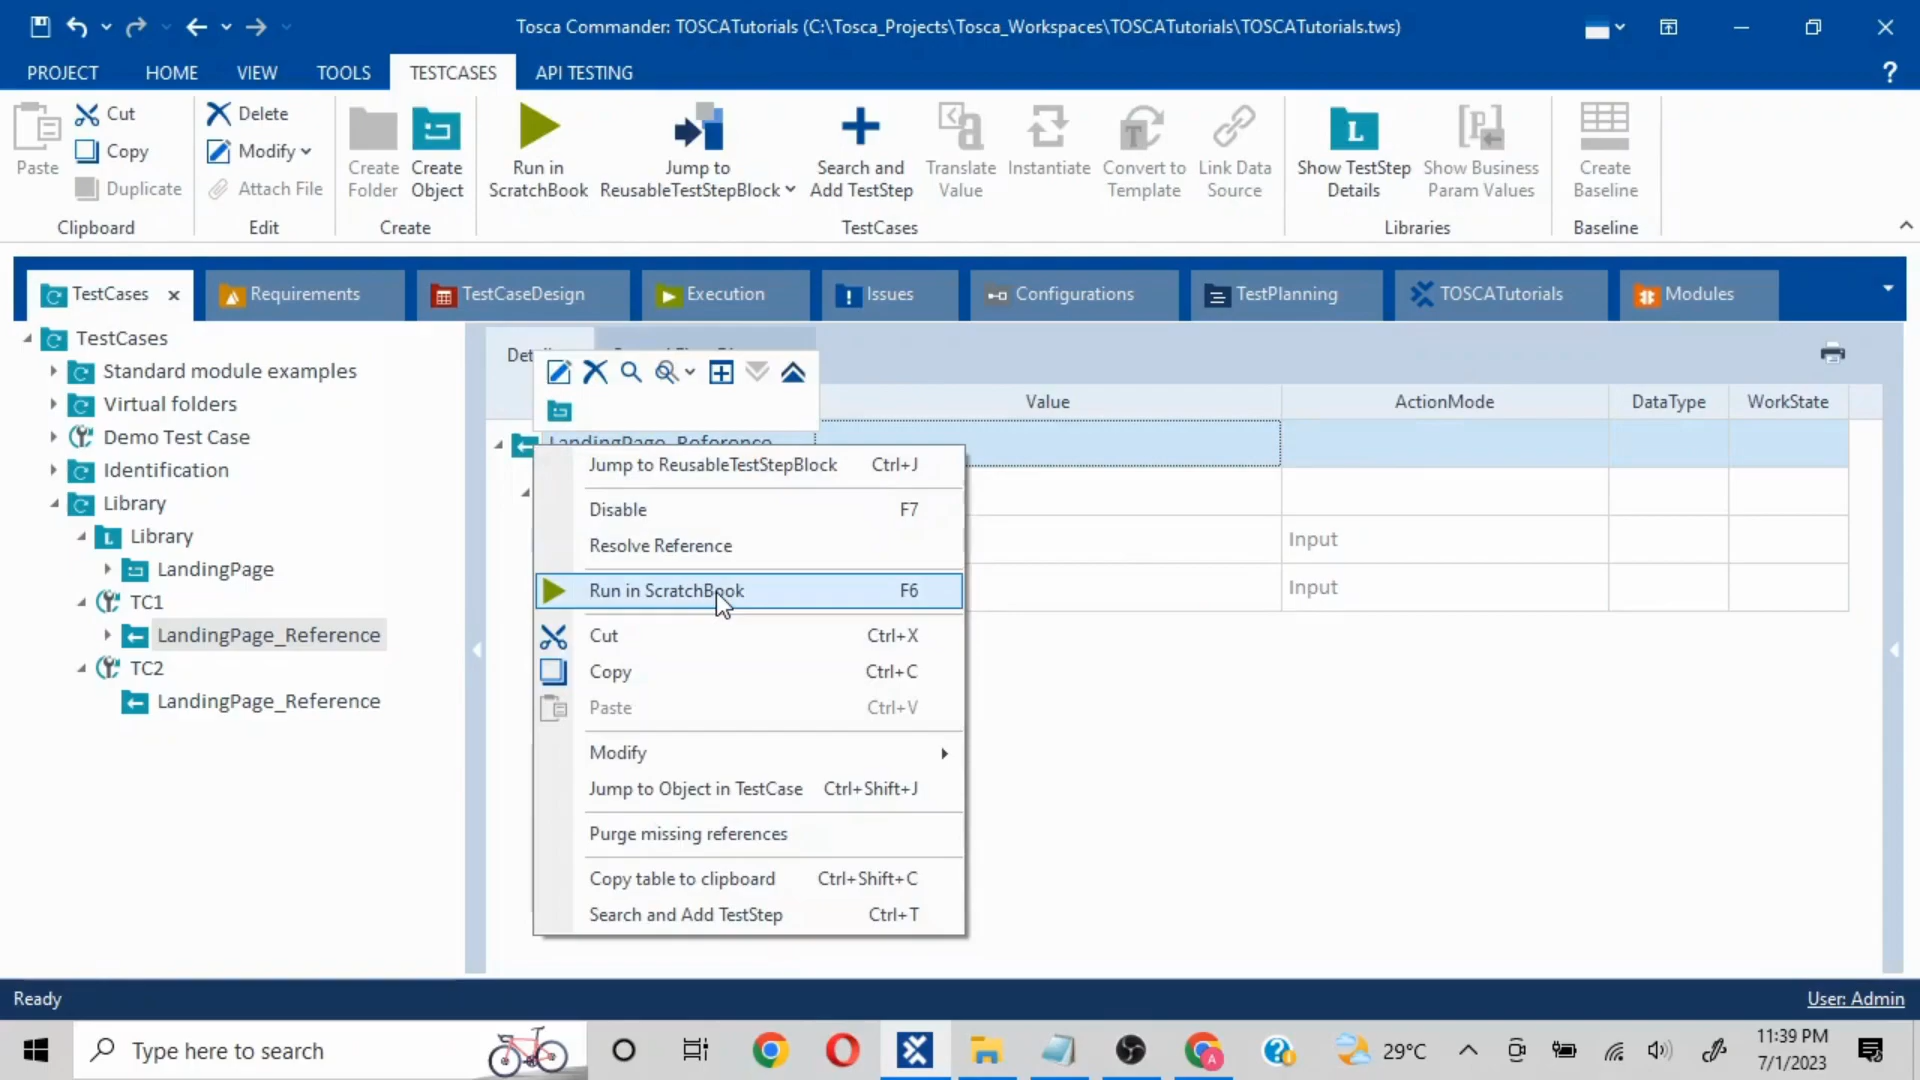 Tosca Commander: TOSCATutorials (C:\Tosca_Projects\Tosca_Workspaces\TOSCATutorials\TOSCATutorials.tws)
PROJECT HOME VIEW TOOLS TESTCASES API TESTING ?
Paste
Cut
Copy
Duplicate
Clipboard
Delete
Modify
Attach File
Edit
Create Folder
Create Object
Create
Run in ScratchBook
Jump to ReusableTestStepBlock
Search and Add TestStep
Translate Value
Instantiate
Convert to Template
Link Data Source
TestCases
Show TestStep Details
Show Business Param Values
Libraries
Create Baseline
Baseline
TestCases Requirements TestCaseDesign Execution Issues Configurations TestPlanning TOSCATutorials Modules
TestCases
Standard module examples
Virtual folders
Demo Test Case
Identification
Library
Library
LandingPage
TC1
LandingPage_Reference
TC2
LandingPage_Reference
Value ActionMode DataType WorkState
LandingPage_Reference
Input
Input
Jump to ReusableTestStepBlock Ctrl+J
Disable F7
Resolve Reference
Run in ScratchBook F6
Cut Ctrl+X
Copy Ctrl+C
Paste Ctrl+V
Modify
Jump to Object in TestCase Ctrl+Shift+J
Purge missing references
Copy table to clipboard Ctrl+Shift+C
Search and Add TestStep Ctrl+T
Ready User: Admin
Type here to search
29°C
11:39 PM
7/1/2023